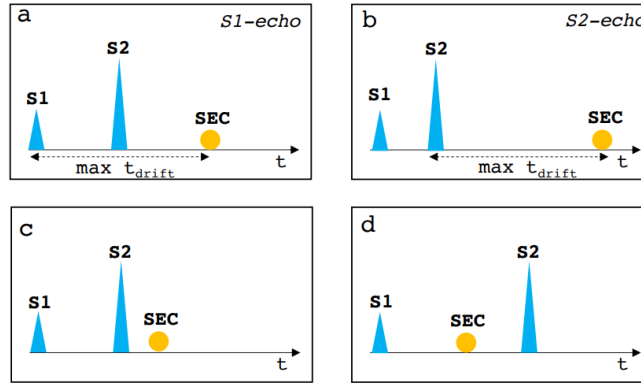 a
S1-echo
S2
S1
SEC
max t_drift
t
b
S2-echo
S2
S1
SEC
max t_drift
t
c
S2
S1
SEC
t
d
S2
S1
SEC
t